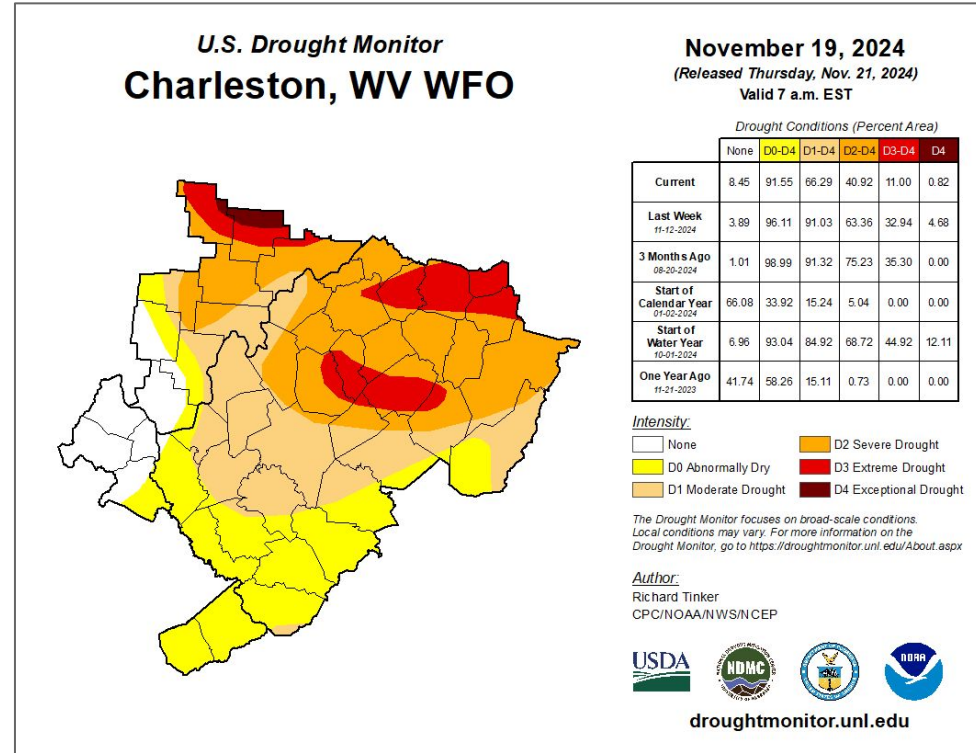 U.S. Drought Monitor
Charleston, WV WFO
November 19, 2024
(Released Thursday, Nov. 21, 2024)
Valid 7 a.m. EST
Drought Conditions (Percent Area)
None D0-D4 D1-D4 D2-D4 D3-D4 D4
Current 8.45 91.55 66.29 40.92 11.00 0.82
Last Week
11-12-2024
3.89 96.11 91.03 63.36 32.94 4.68
3 Months Ago
08-20-2024
1.01 98.99 91.32 75.23 35.30 0.00
Start of
Calendar Year
01-02-2024
66.08 33.92 15.24 5.04 0.00 0.00
Start of
Water Year
10-01-2024
6.96 93.04 84.92 68.72 44.92 12.11
One Year Ago
11-21-2023
41.74 58.26 15.11 0.73 0.00 0.00
Intensity:
None
D0 Abnormally Dry
D1 Moderate Drought
D2 Severe Drought
D3 Extreme Drought
D4 Exceptional Drought
The Drought Monitor focuses on broad-scale conditions.
Local conditions may vary. For more information on the
Drought Monitor, go to https://droughtmonitor.unl.edu/About.aspx
Author:
Richard Tinker
CPC/NOAA/NWS/NCEP
USDA
NDMC
NOAA
droughtmonitor.unl.edu